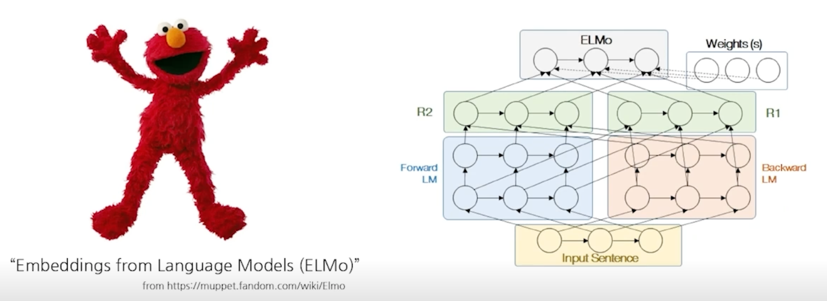 ELMo
Weights (s)
R2
R1
Forward
LM
Backward
LM
Input Sentence
“Embeddings from Language Models (ELMo)”
from https://muppet.fandom.com/wiki/Elmo